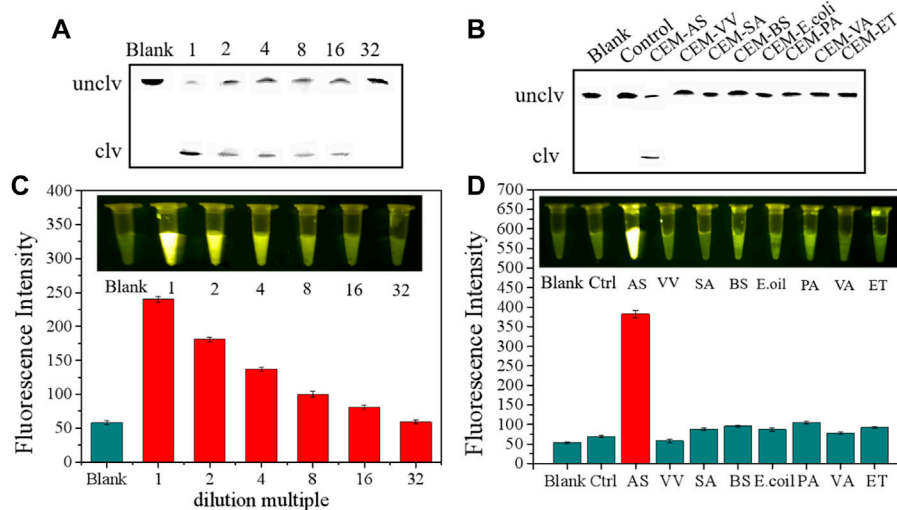 A
Blank 1 2 4 8 16 32
unclv
clv
B
Blank Control CEM-AS CEM-VV CEM-SA CEM-BS CEM-E.coli CEM-PA CEM-VA CEM-ET
unclv
clv
C
Fluorescence Intensity
400
350
300
250
200
150
100
50
0
Blank 1 2 4 8 16 32
Blank 1 2 4 8 16 32
dilution multiple
D
Fluorescence Intensity
700
650
600
550
500
450
400
350
300
250
200
150
100
50
0
Blank Ctrl AS VV SA BS E.oil PA VA ET
Blank Ctrl AS VV SA BS E.coil PA VA ET